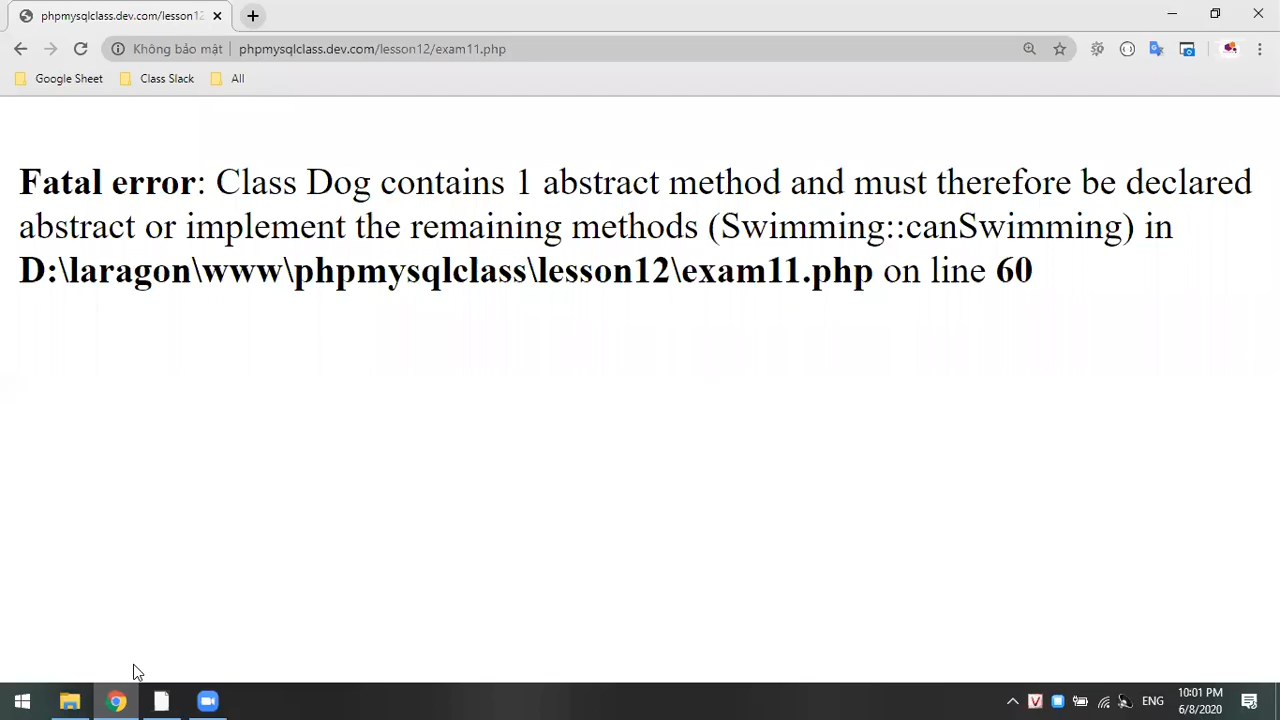 phpmysqlclass.dev.com/lesson12
Không bảo mật
phpmysqlclass.dev.com/lesson12/exam11.php
Google Sheet
Class Slack
All
Fatal error: Class Dog contains 1 abstract method and must therefore be declared
abstract or implement the remaining methods (Swimming::canSwimming) in
D:\laragon\www\phpmysqlclass\lesson12\exam11.php on line 60
V
ENG
10:01 PM
6/8/2020